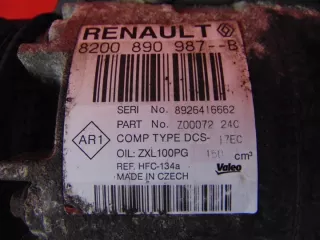 RENAULT
8200 890 987--B
SERI No. 8926416662
PART No. Z00072 24C
AR1
COMP TYPE DCS-17EC
OIL: ZXL100PG 150 cm³
REF. HFC-134a
MADE IN CZECH
Valeo